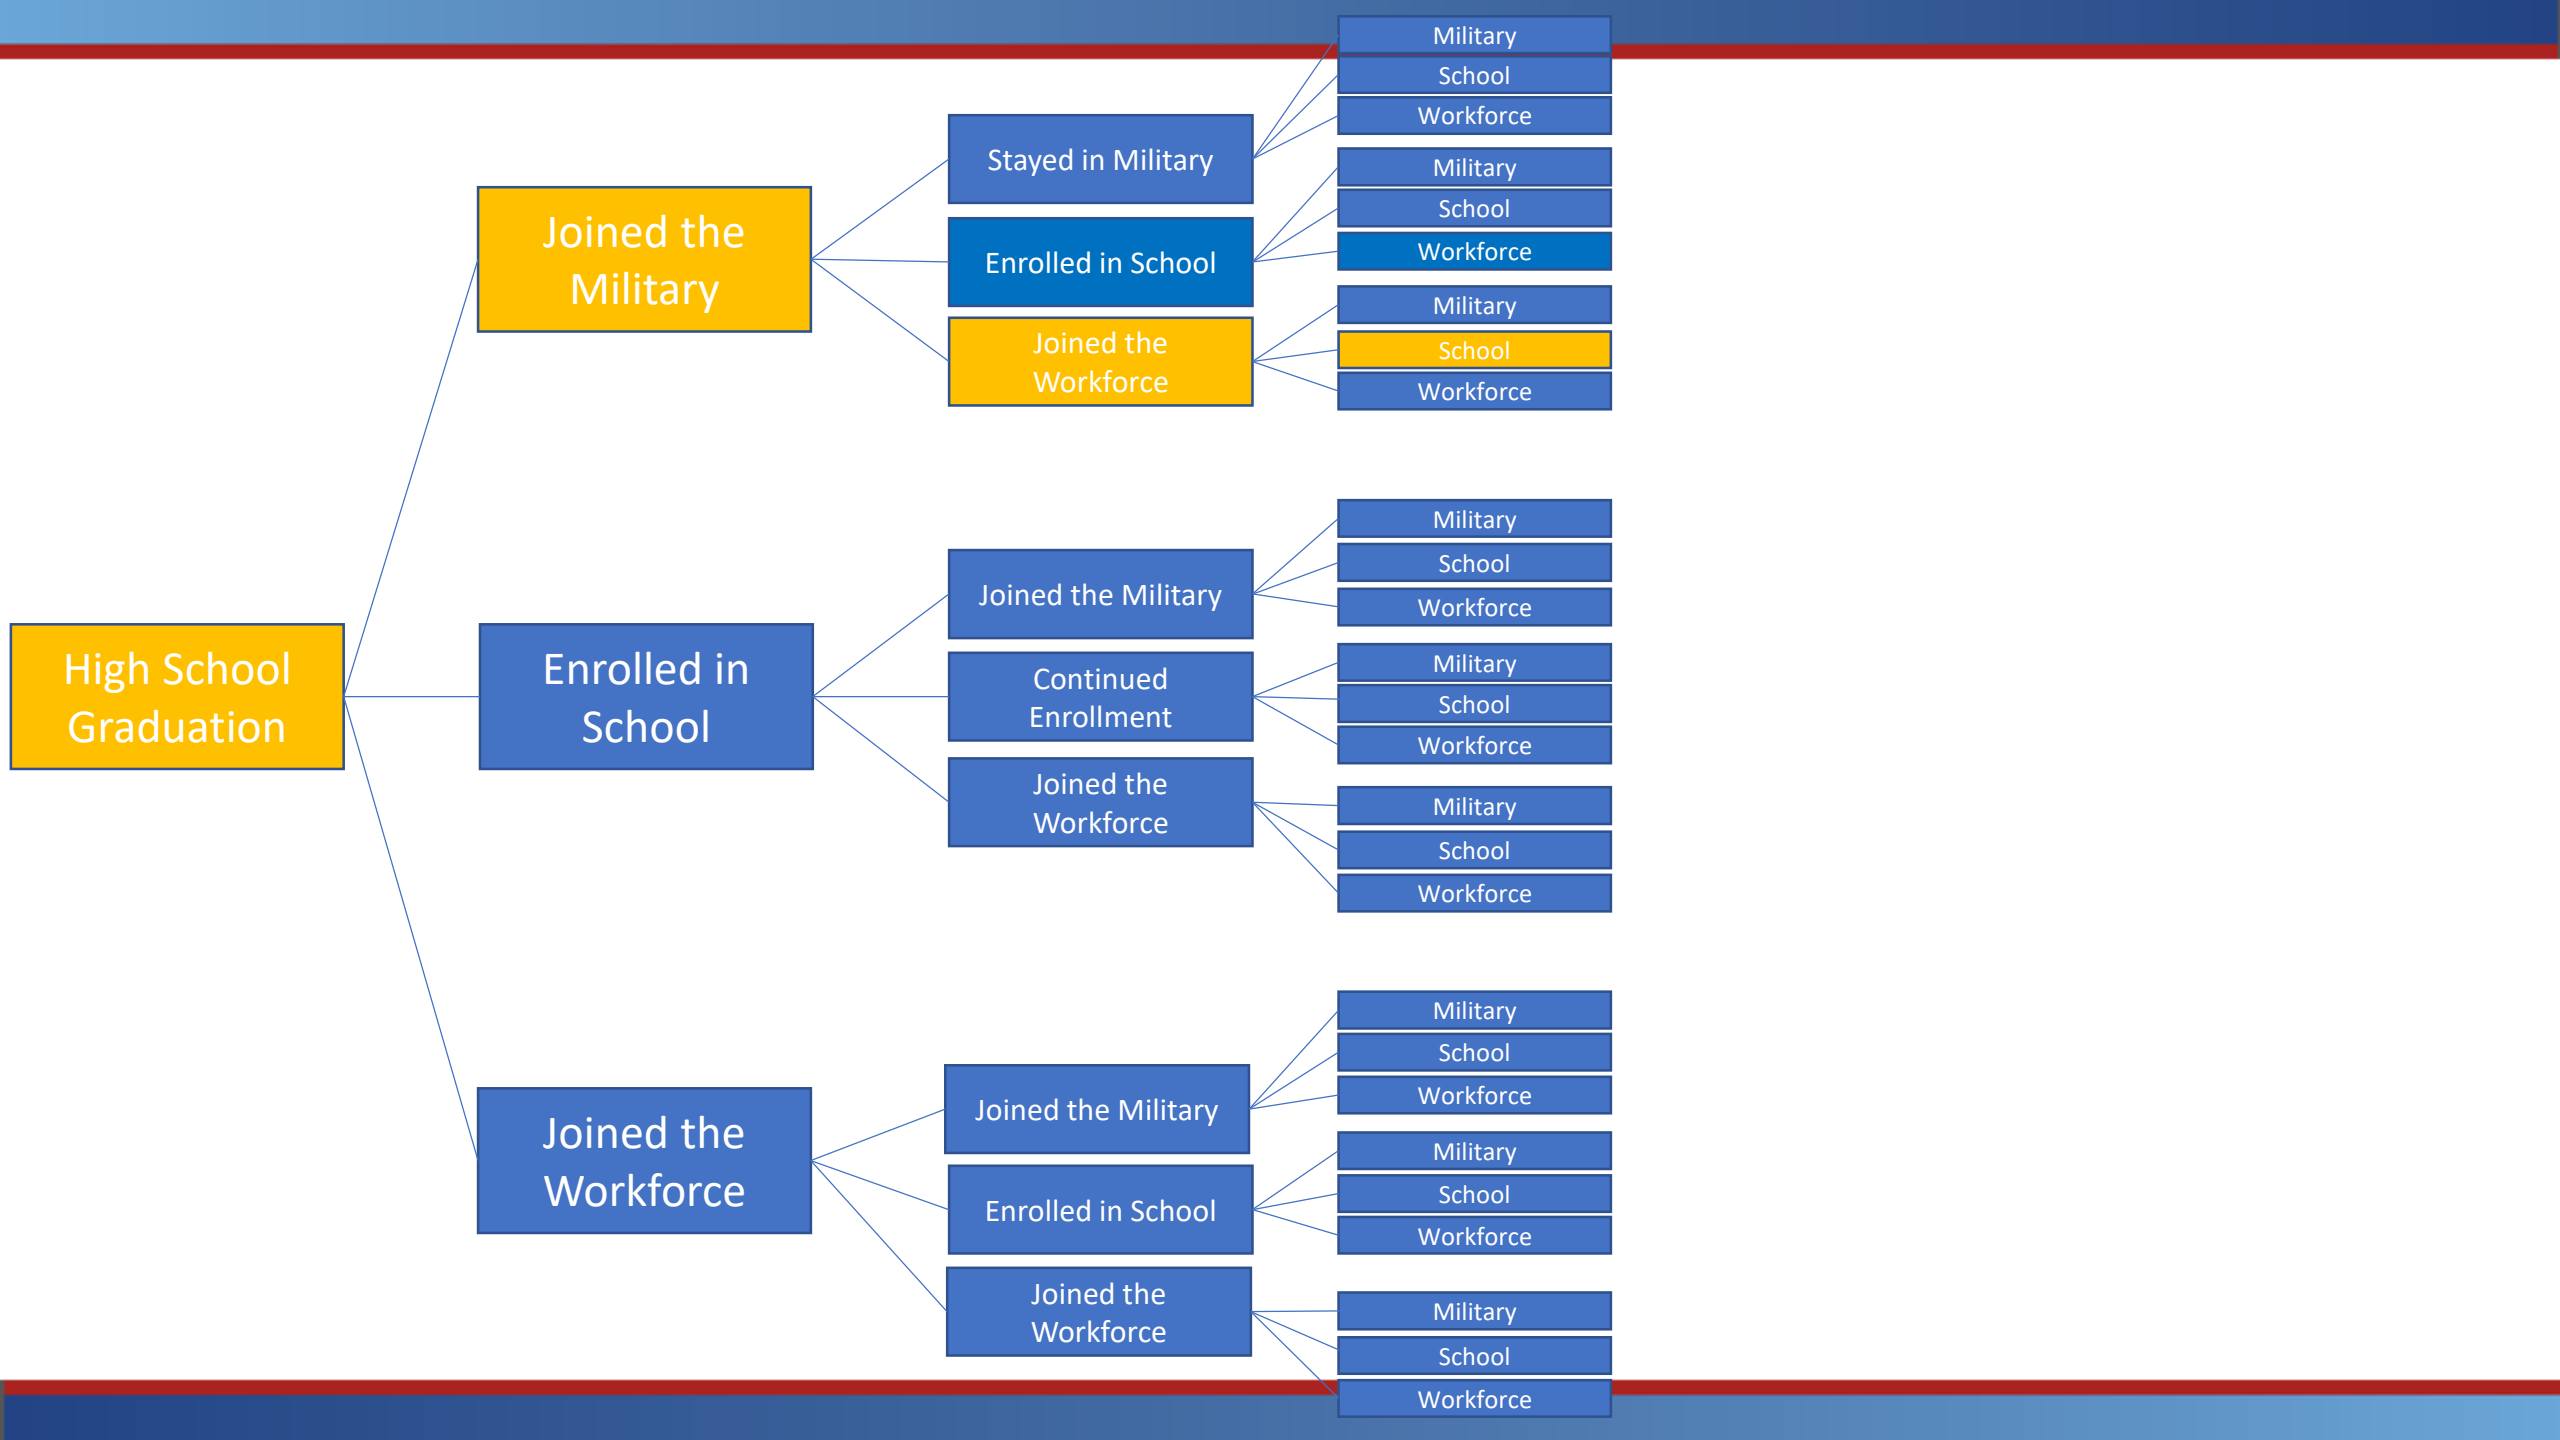 High School
Graduation
Joined the
Military
Enrolled in
School
Joined the
Workforce
Stayed in Military
Enrolled in School
Joined the
Workforce
Joined the Military
Continued
Enrollment
Joined the
Workforce
Joined the Military
Enrolled in School
Joined the
Workforce
Military
School
Workforce
Military
School
Workforce
Military
School
Workforce
Military
School
Workforce
Military
School
Workforce
Military
School
Workforce
Military
School
Workforce
Military
School
Workforce
Military
School
Workforce